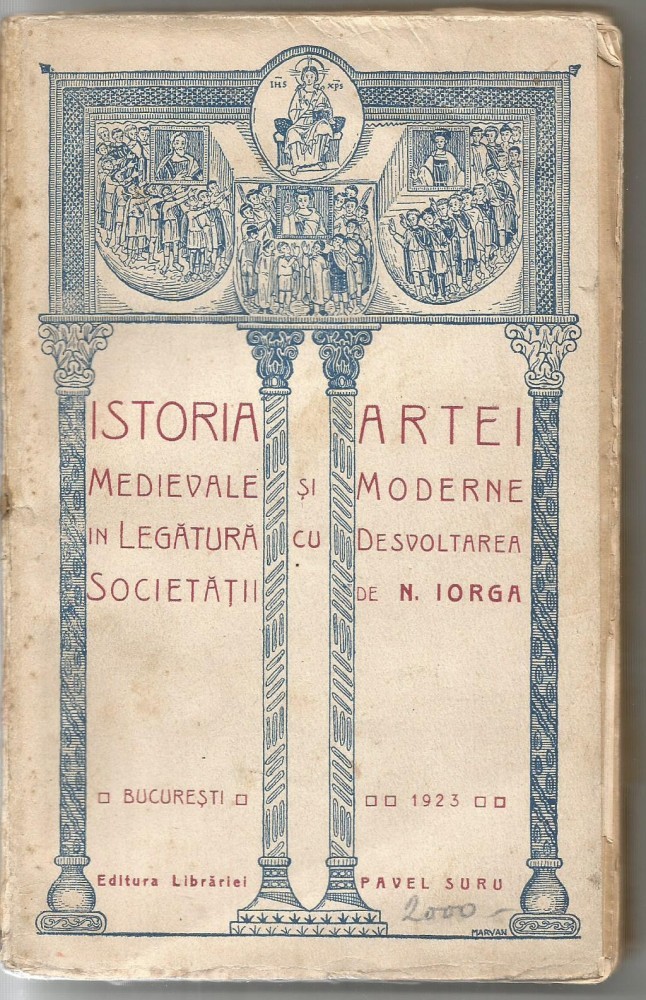 IHS XPS
ISTORIA ARTEI
MEDIEVALE ȘI MODERNE
IN LEGĂTURĂ CU DESVOLTAREA
SOCIETĂȚII DE N. IORGA
BUCUREȘTI 1923
Editura Librăriei PAVEL SURU
2000 –
MARVAN